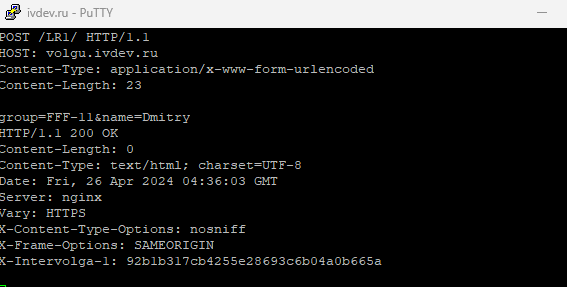 ivdev.ru - PuTTY
POST /LR1/ HTTP/1.1
HOST: volgu.ivdev.ru
Content-Type: application/x-www-form-urlencoded
Content-Length: 23

group=FFF-11&name=Dmitry
HTTP/1.1 200 OK
Content-Length: 0
Content-Type: text/html; charset=UTF-8
Date: Fri, 26 Apr 2024 04:36:03 GMT
Server: nginx
Vary: HTTPS
X-Content-Type-Options: nosniff
X-Frame-Options: SAMEORIGIN
X-Intervolga-1: 92b1b317cb4255e28693c6b04a0b665a